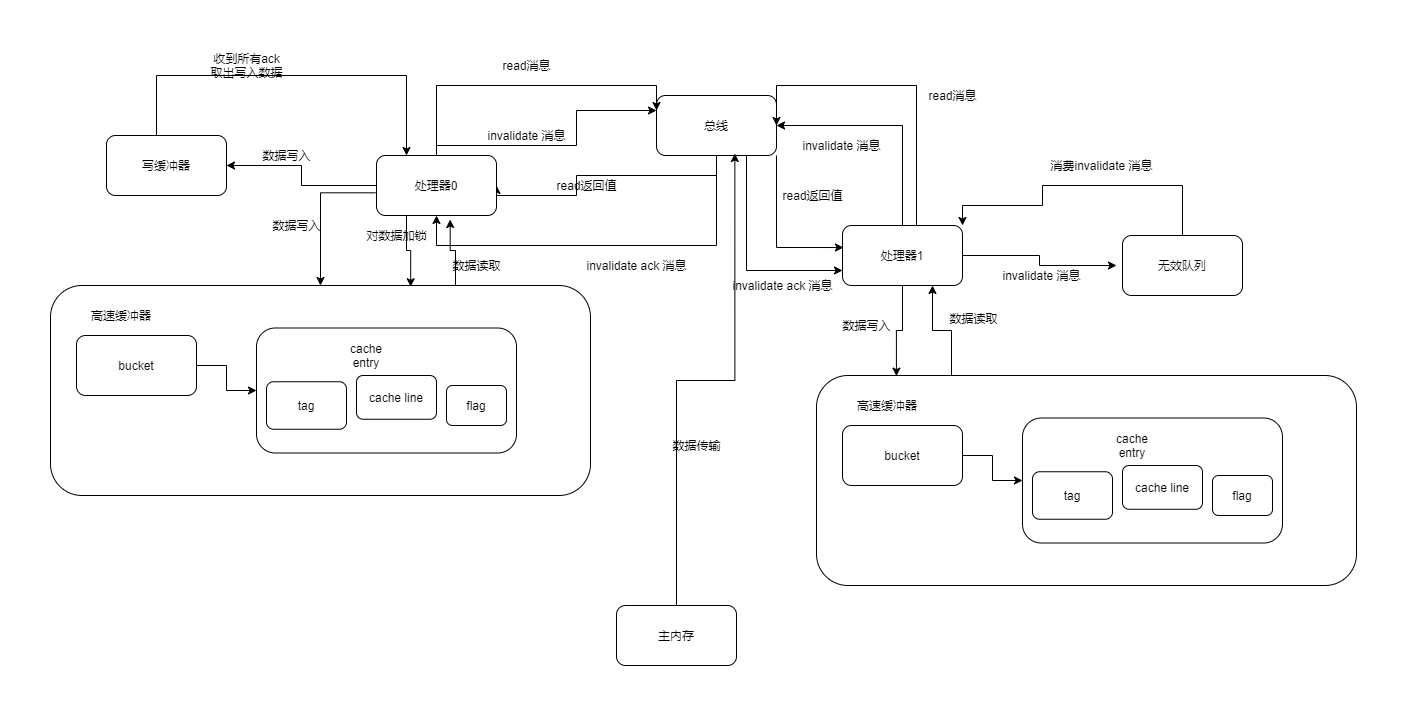 收到所有ack
取出写入数据
read消息
总线
read消息
invalidate 消息
invalidate 消息
写缓冲器
数据写入
处理器0
read返回值
read返回值
消费invalidate 消息
数据写入
对数据加锁
数据读取
invalidate ack 消息
处理器1
invalidate 消息
无效队列
invalidate ack 消息
高速缓冲器
bucket
cache
entry
tag
cache line
flag
数据写入
数据读取
数据传输
高速缓冲器
bucket
cache
entry
tag
cache line
flag
主内存